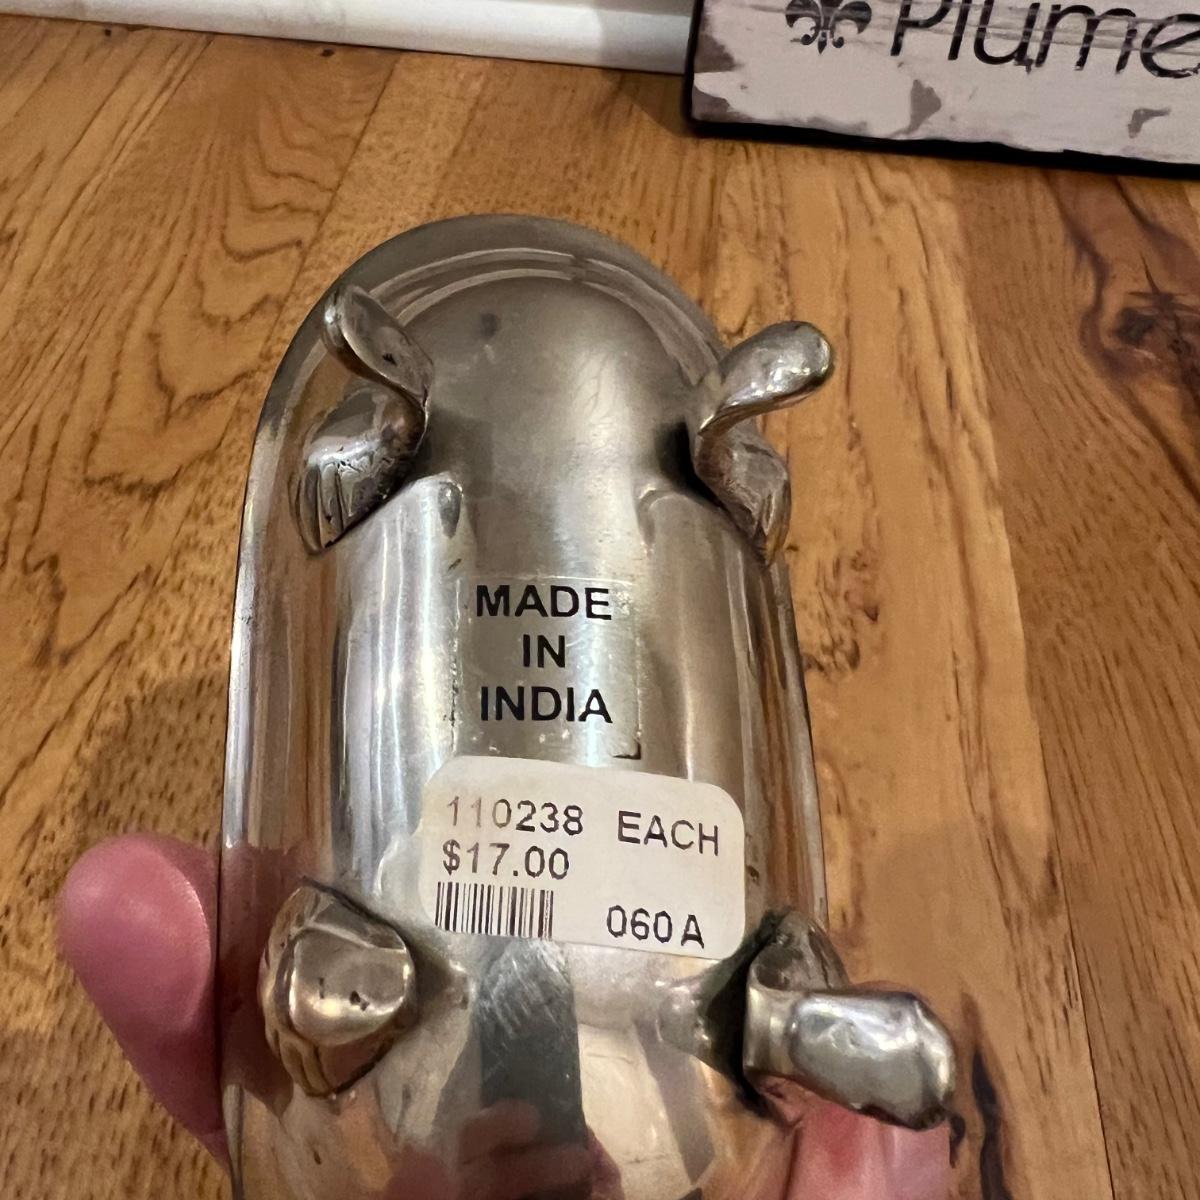 Plume
MADE
IN
INDIA
110238 EACH
$17.00
060 A